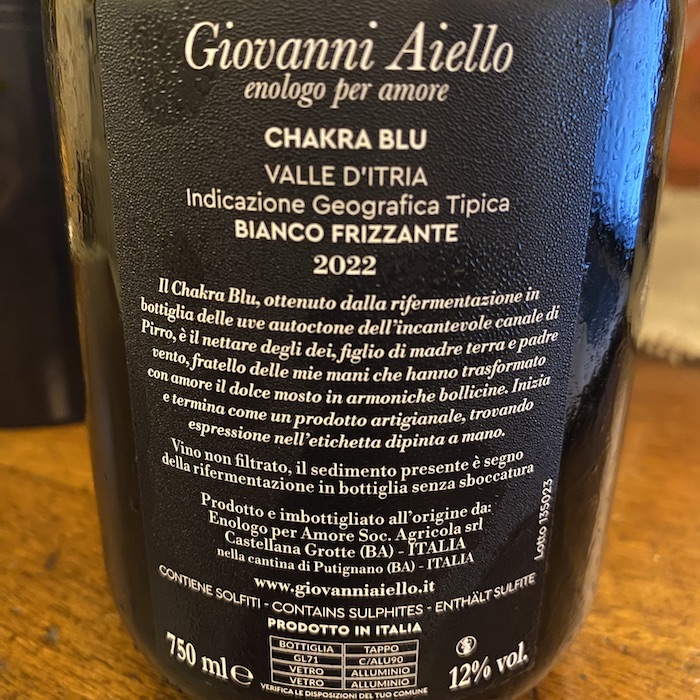 Giovanni Aiello
enologo per amore
CHAKRA BLU
VALLE D'ITRIA
Indicazione Geografica Tipica
BIANCO FRIZZANTE
2022
Il Chakra Blu, ottenuto dalla rifermentazione in
bottiglia delle uve autoctone dell'incantevole canale di
Pirro, è il nettare degli dei, figlio di madre terra e padre
vento, fratello delle mie mani che hanno trasformato
con amore il dolce mosto in armoniche bollicine. Inizia
e termina come un prodotto artigianale, trovando
espressione nell'etichetta dipinta a mano.
Vino non filtrato, il sedimento presente è segno
della rifermentazione in bottiglia senza sboccatura
Prodotto e imbottigliato all'origine da:
Enologo per Amore Soc. Agricola srl
Castellana Grotte (BA) - ITALIA
nella cantina di Putignano (BA) - ITALIA
www.giovanniaiello.it
Lotto 135023
CONTIENE SOLFITI - CONTAINS SULPHITES - ENTHÄLT SULFITE
PRODOTTO IN ITALIA
750 ml e
BOTTIGLIA TAPPO
GL71 C/ALU90
VETRO ALLUMINIO
VETRO ALLUMINIO
VERIFICA LE DISPOSIZIONI DEL TUO COMUNE
12% vol.